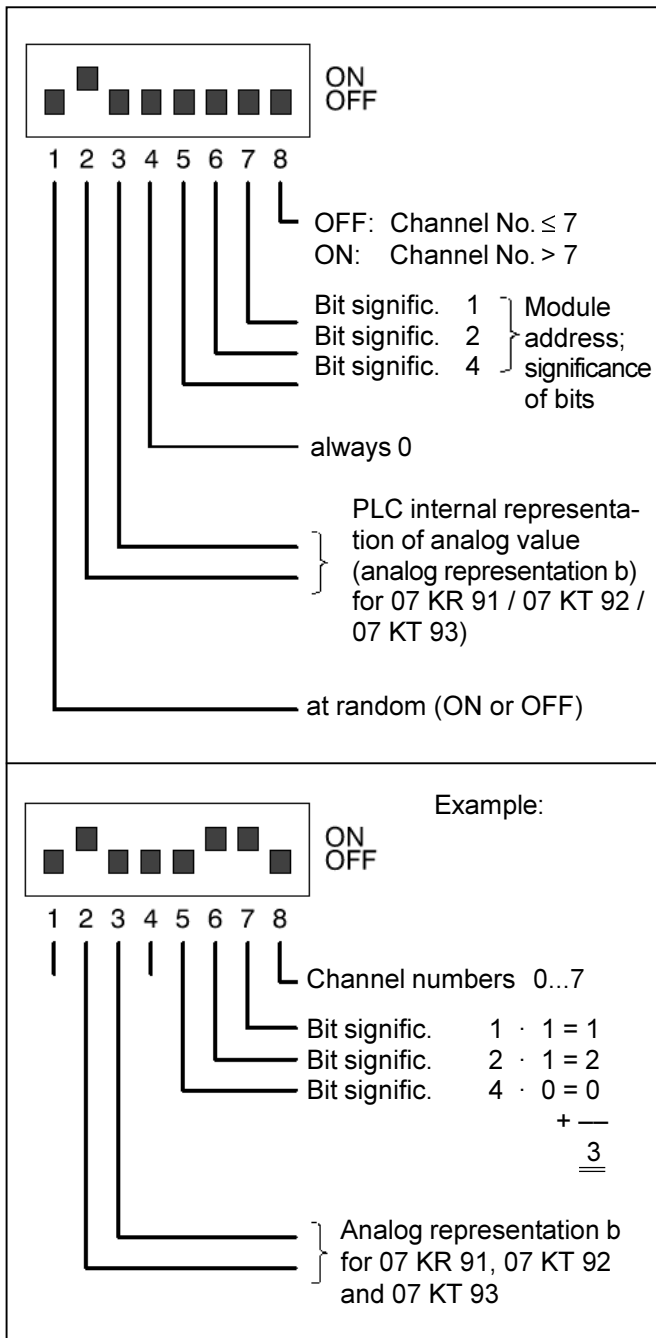 ON
OFF
1 2 3 4 5 6 7 8
OFF: Channel No. ≤ 7
ON: Channel No. > 7
Bit signific. 1
Bit signific. 2
Bit signific. 4
Module
address;
significance
of bits
always 0
PLC internal representa-
tion of analog value
(analog representation b)
for 07 KR 91 / 07 KT 92 /
07 KT 93)
at random (ON or OFF)
Example:
ON
OFF
1 2 3 4 5 6 7 8
Channel numbers 0...7
Bit signific. 1 · 1 = 1
Bit signific. 2 · 1 = 2
Bit signific. 4 · 0 = 0
+ —
3
Analog representation b
for 07 KR 91, 07 KT 92
and 07 KT 93